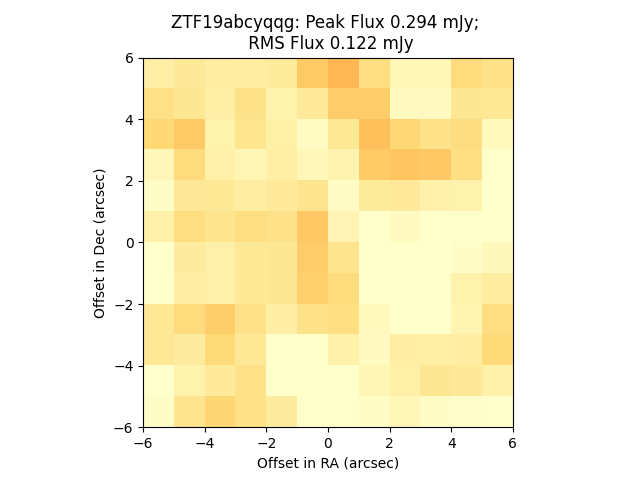 ZTF19abcyqqg: Peak Flux 0.294 mJy;
RMS Flux 0.122 mJy
6
4
2
0
−2
−4
−6
Offset in Dec (arcsec)
−6 −4 −2 0 2 4 6
Offset in RA (arcsec)